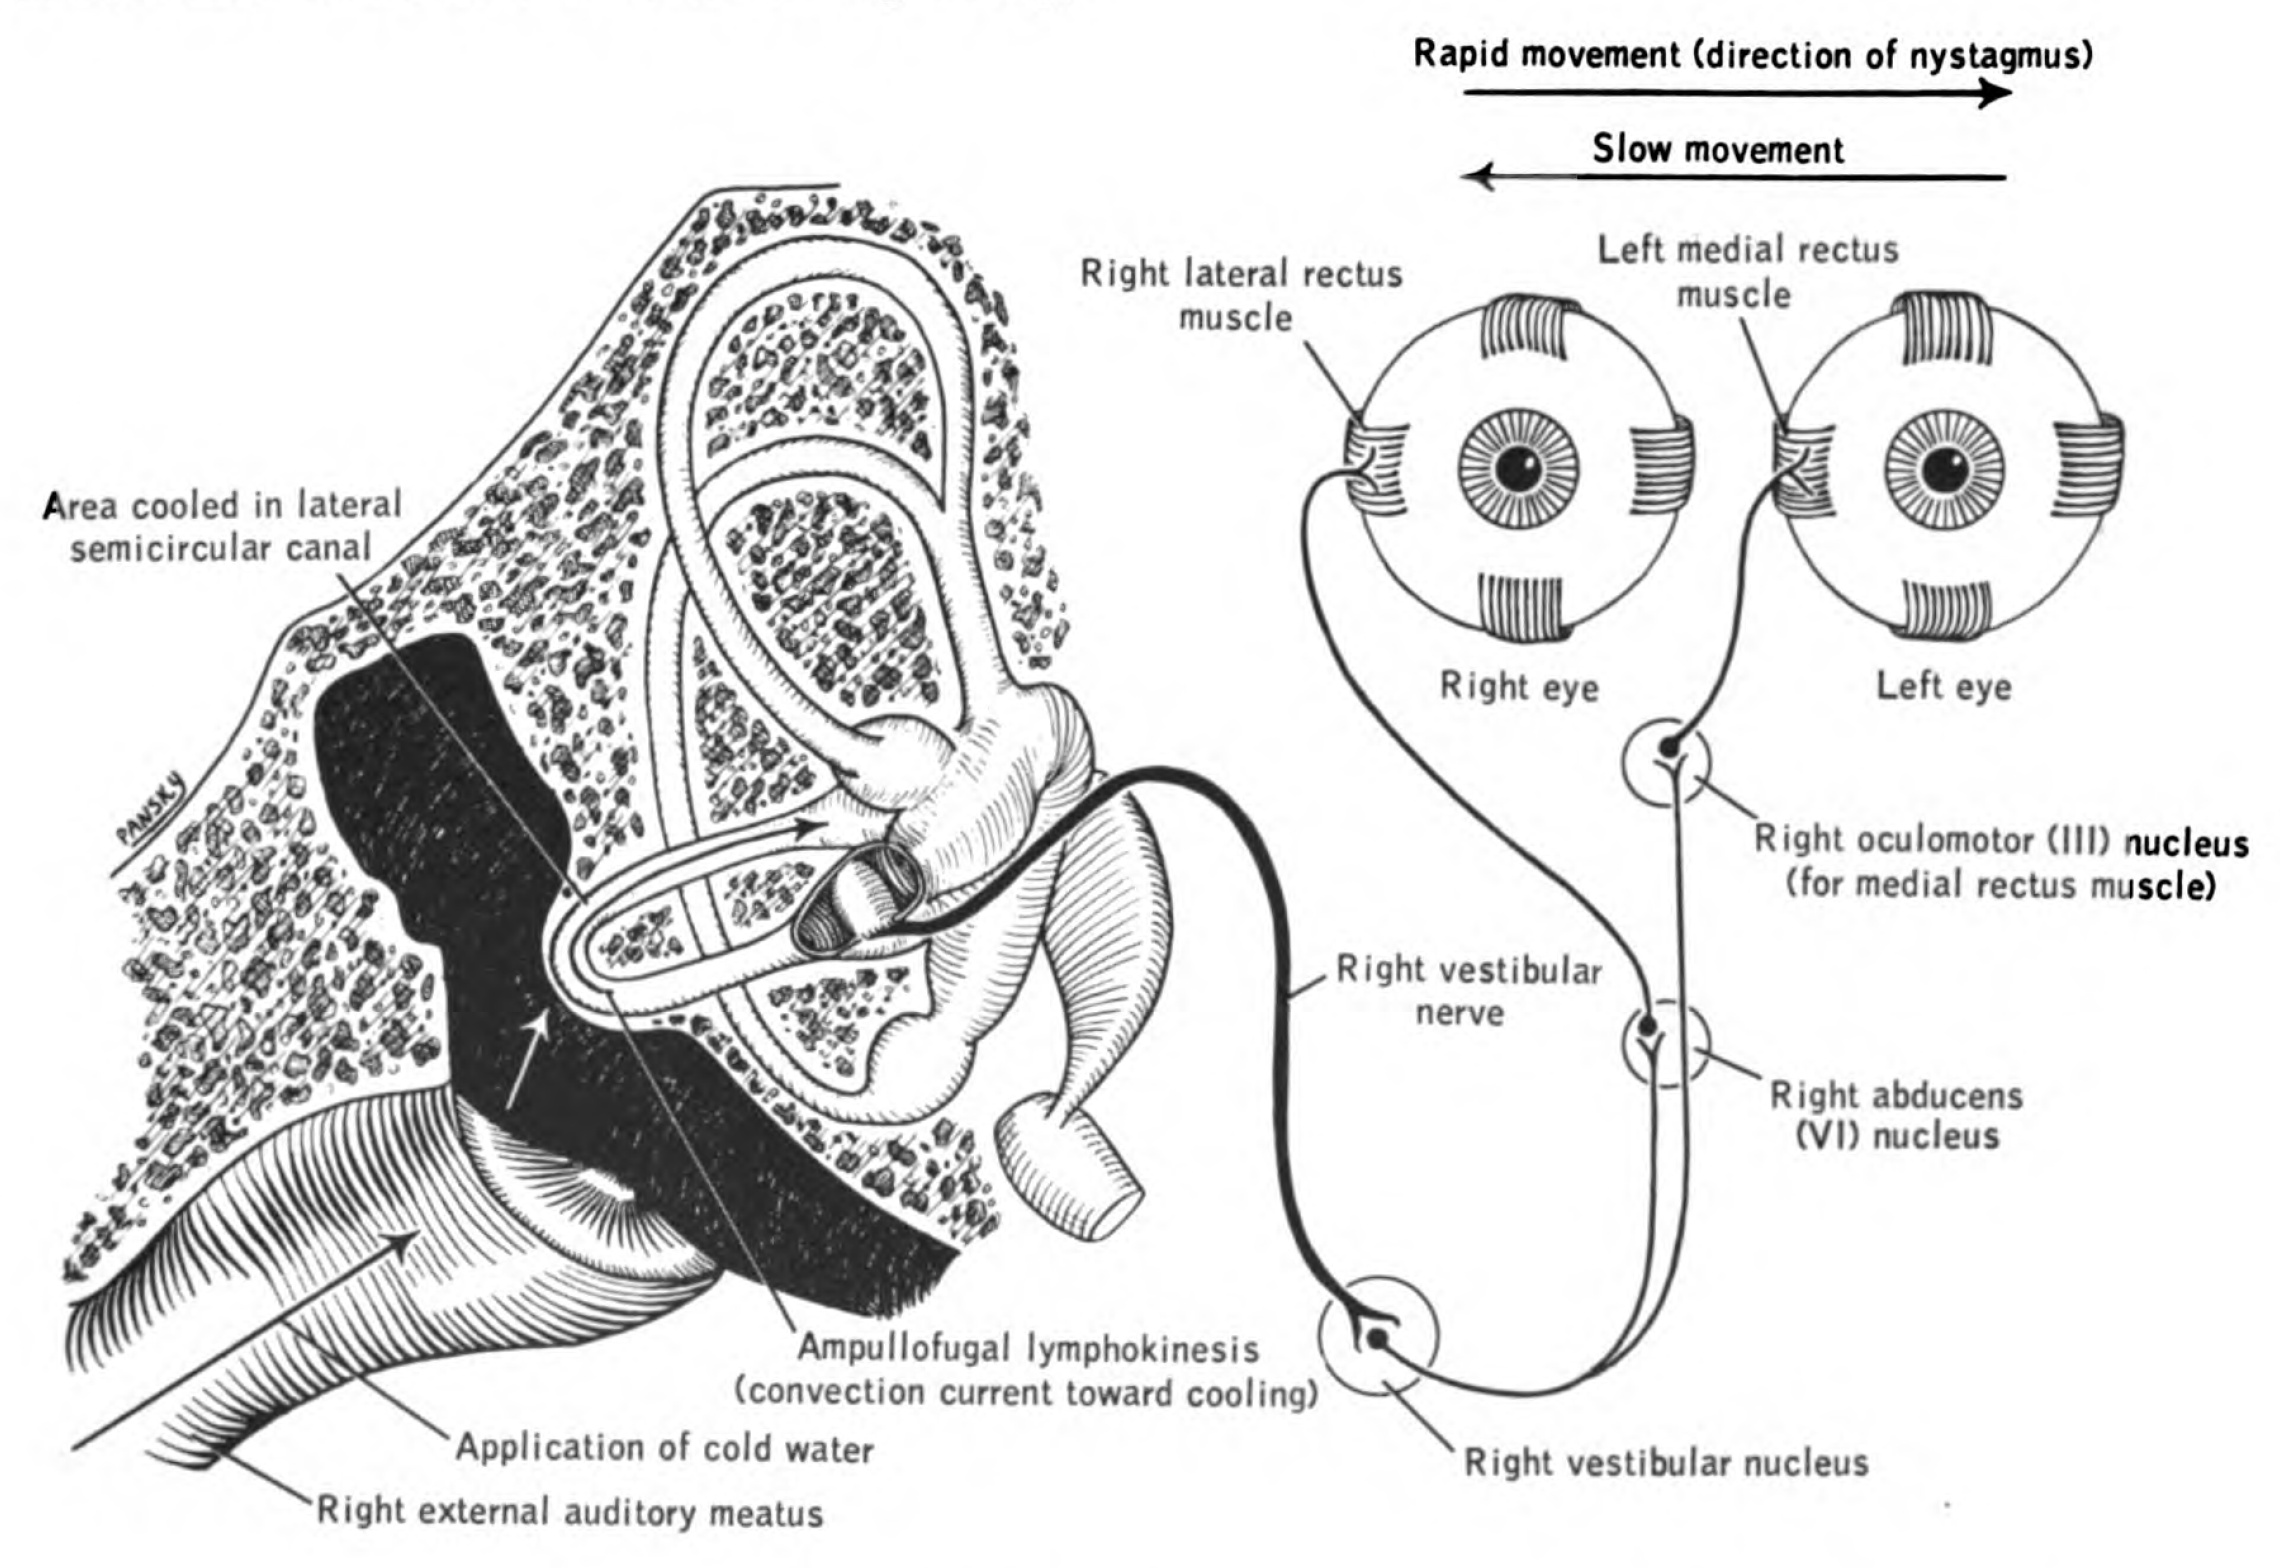 Rapid movement (direction of nystagmus)
Slow movement
Right lateral rectus
muscle
Left medial rectus
muscle
Area cooled in lateral
semicircular canal
Right eye
Left eye
PANSKY
Right oculomotor (III) nucleus
(for medial rectus muscle)
Right vestibular
nerve
Right abducens
(VI) nucleus
Ampullofugal lymphokinesis
(convection current toward cooling)
Application of cold water
Right vestibular nucleus
Right external auditory meatus